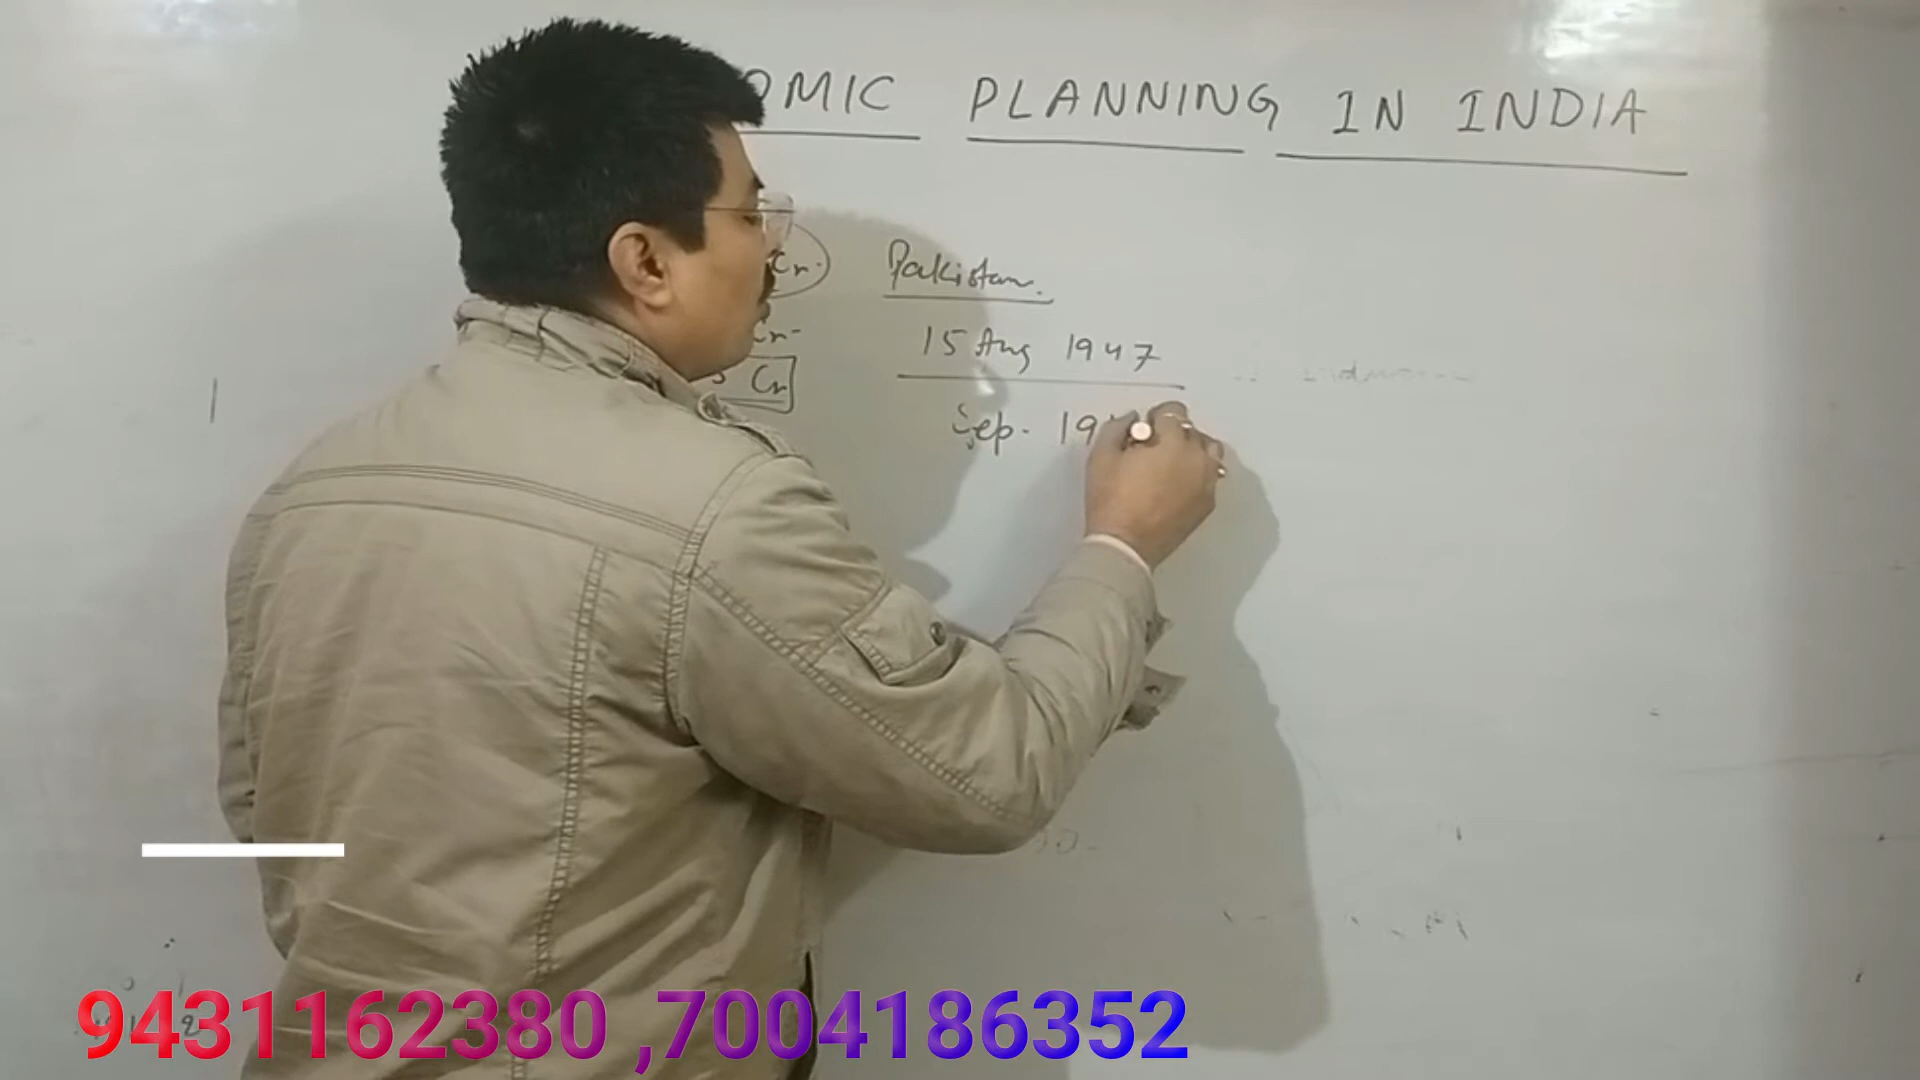 OMIC PLANNING IN INDIA
Cr.
Pakistan.
Cr-
15 Aug 1947
Cr
Sep. 19
9431162380 ,7004186352